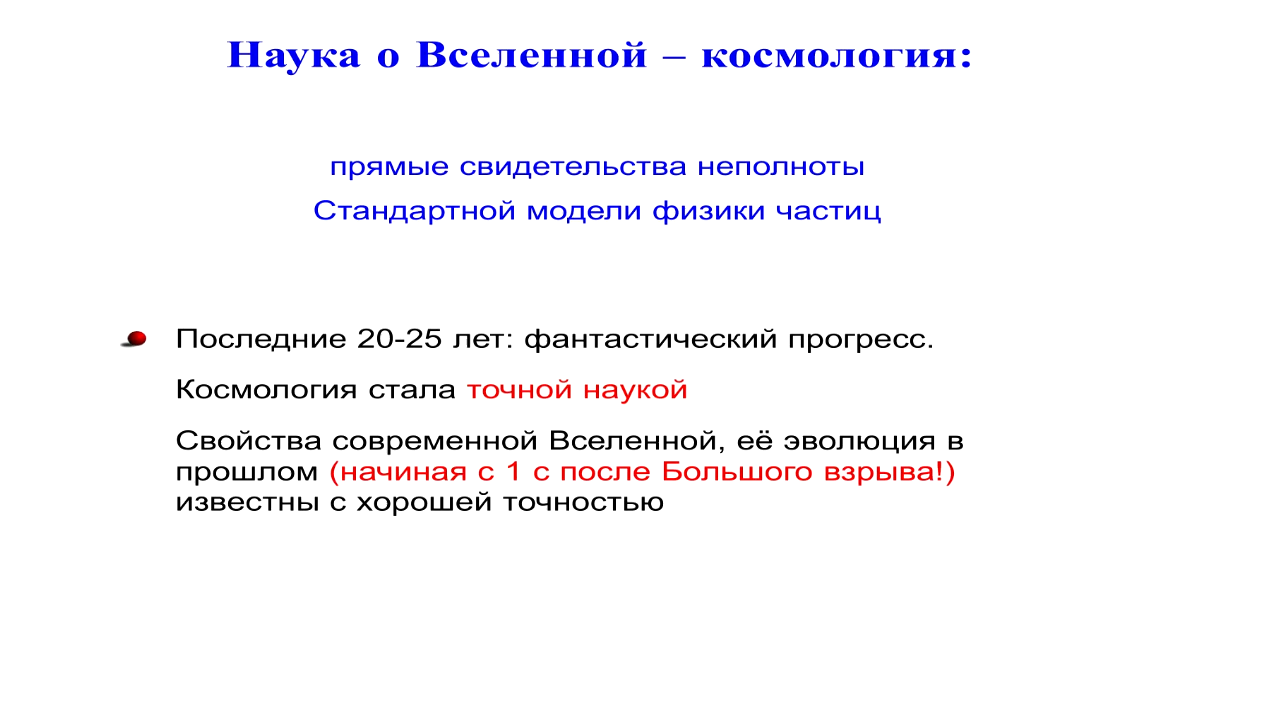 Наука о Вселенной – космология:
прямые свидетельства неполноты
Стандартной модели физики частиц
Последние 20-25 лет: фантастический прогресс.
Космология стала точной наукой
Свойства современной Вселенной, её эволюция в
прошлом (начиная с 1 с после Большого взрыва!)
известны с хорошей точностью